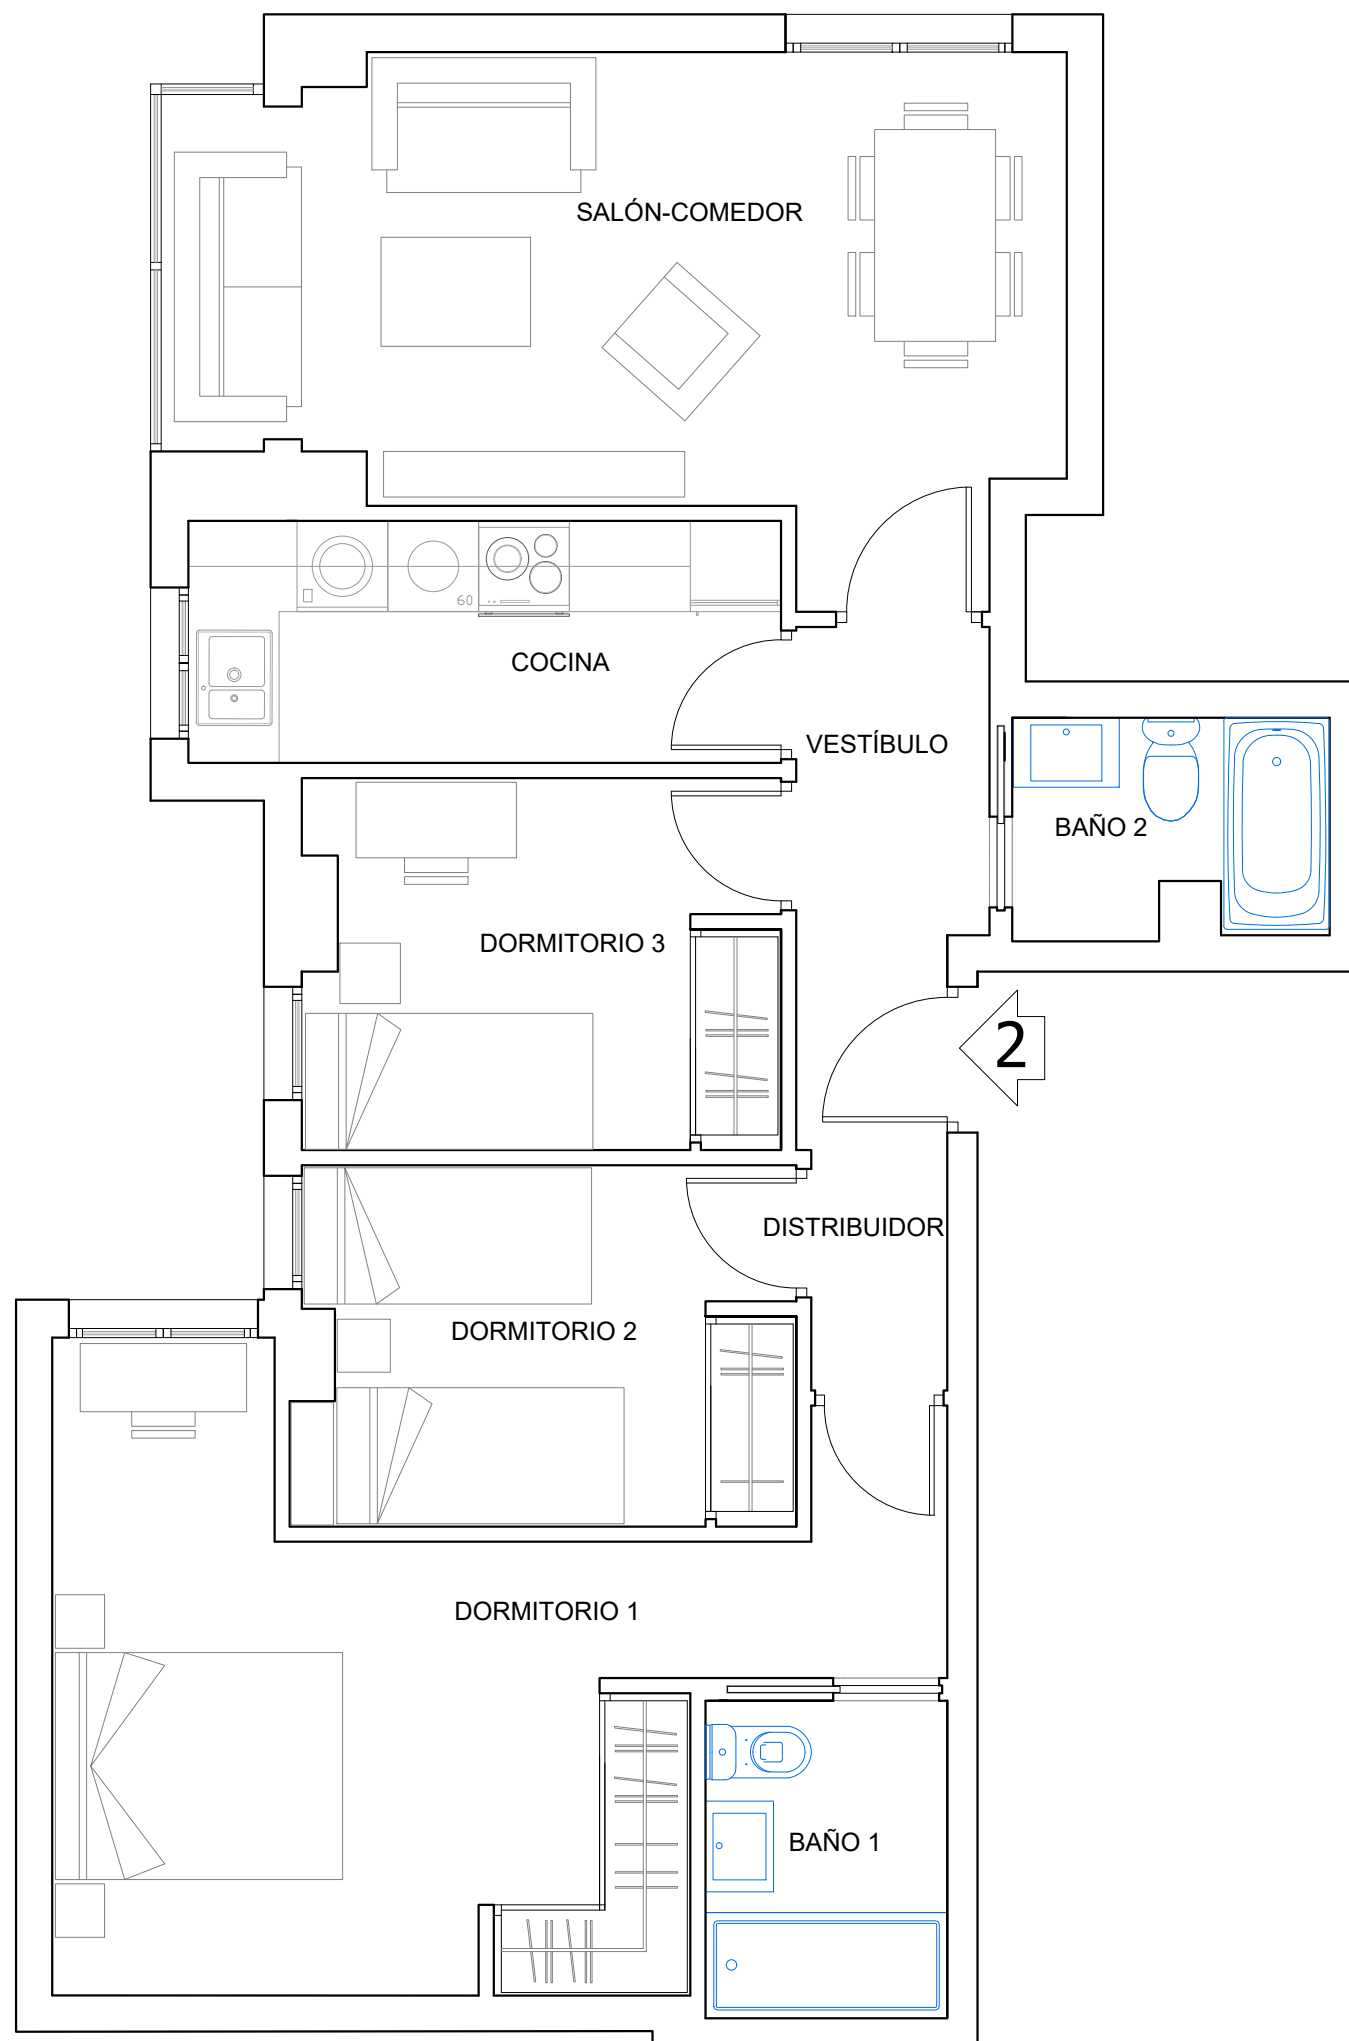 SALÓN-COMEDOR
60
COCINA
VESTÍBULO
BAÑO 2
DORMITORIO 3
2
DISTRIBUIDOR
DORMITORIO 2
DORMITORIO 1
BAÑO 1